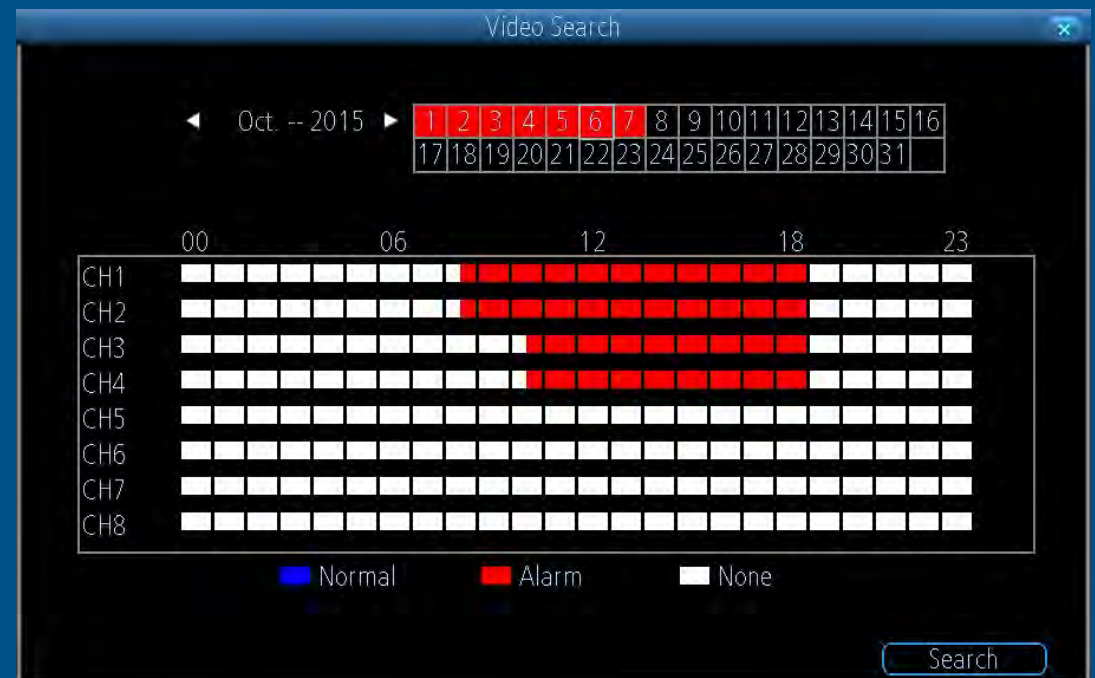 Video Search
Oct. -- 2015 1 2 3 4 5 6 7 8 9 10 11 12 13 14 15 16
17 18 19 20 21 22 23 24 25 26 27 28 29 30 31
00 06 12 18 23
CH1
CH2
CH3
CH4
CH5
CH6
CH7
CH8
Normal Alarm None
Search